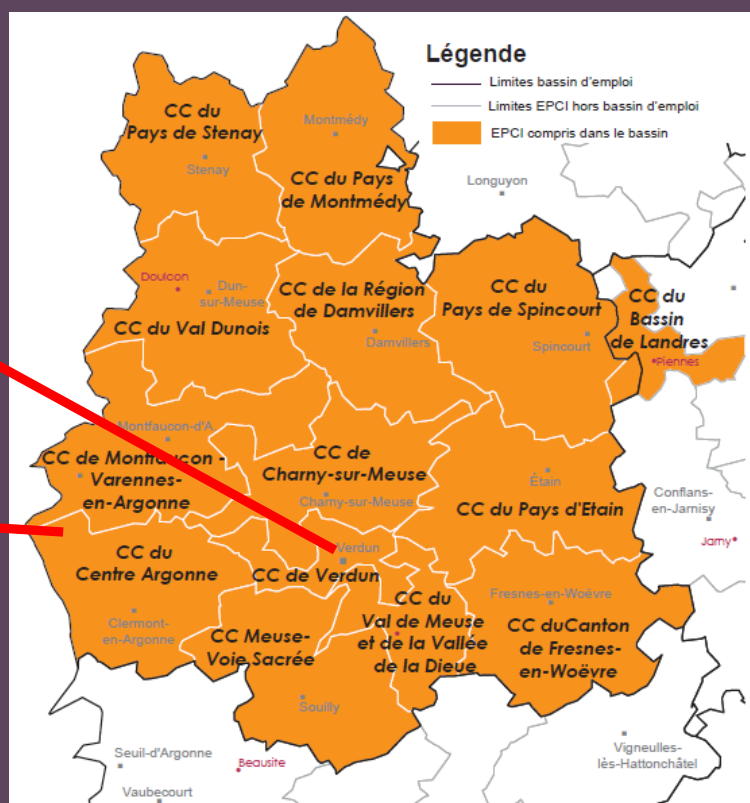 Légende
Limites bassin d'emploi
Limites EPCI hors bassin d'emploi
EPCI compris dans le bassin
CC du
Pays de Stenay
Stenay
Montmédy
CC du Pays
de Montmédy
Longuyon
Doulcon
Dun-
sur-Meuse
CC du Val Dunois
CC de la Région
de Damvillers
Damvillers
CC du
Pays de Spincourt
Spincourt
CC du
Bassin
de Landres
Piennes
Montfaucon-d'A
CC de Montfaucon -
Varennes-
en-Argonne
CC de
Charny-sur-Meuse
Charny-sur-Meuse
Étain
CC du Pays d'Etain
Conflans-
en-Jarnisy
Jarny
CC du
Centre Argonne
Clermont-
en-Argonne
Verdun
CC de Verdun
CC Meuse-
Voie Sacrée
Souilly
CC du
Val de Meuse
et de la Vallée
de la Dieue
Fresnes-en-Woëvre
CC duCanton
de Fresnes-
en-Woëvre
Seuil-d'Argonne
Beausite
Vaubecourt
Vigneulles-
lès-Hattonchâtel